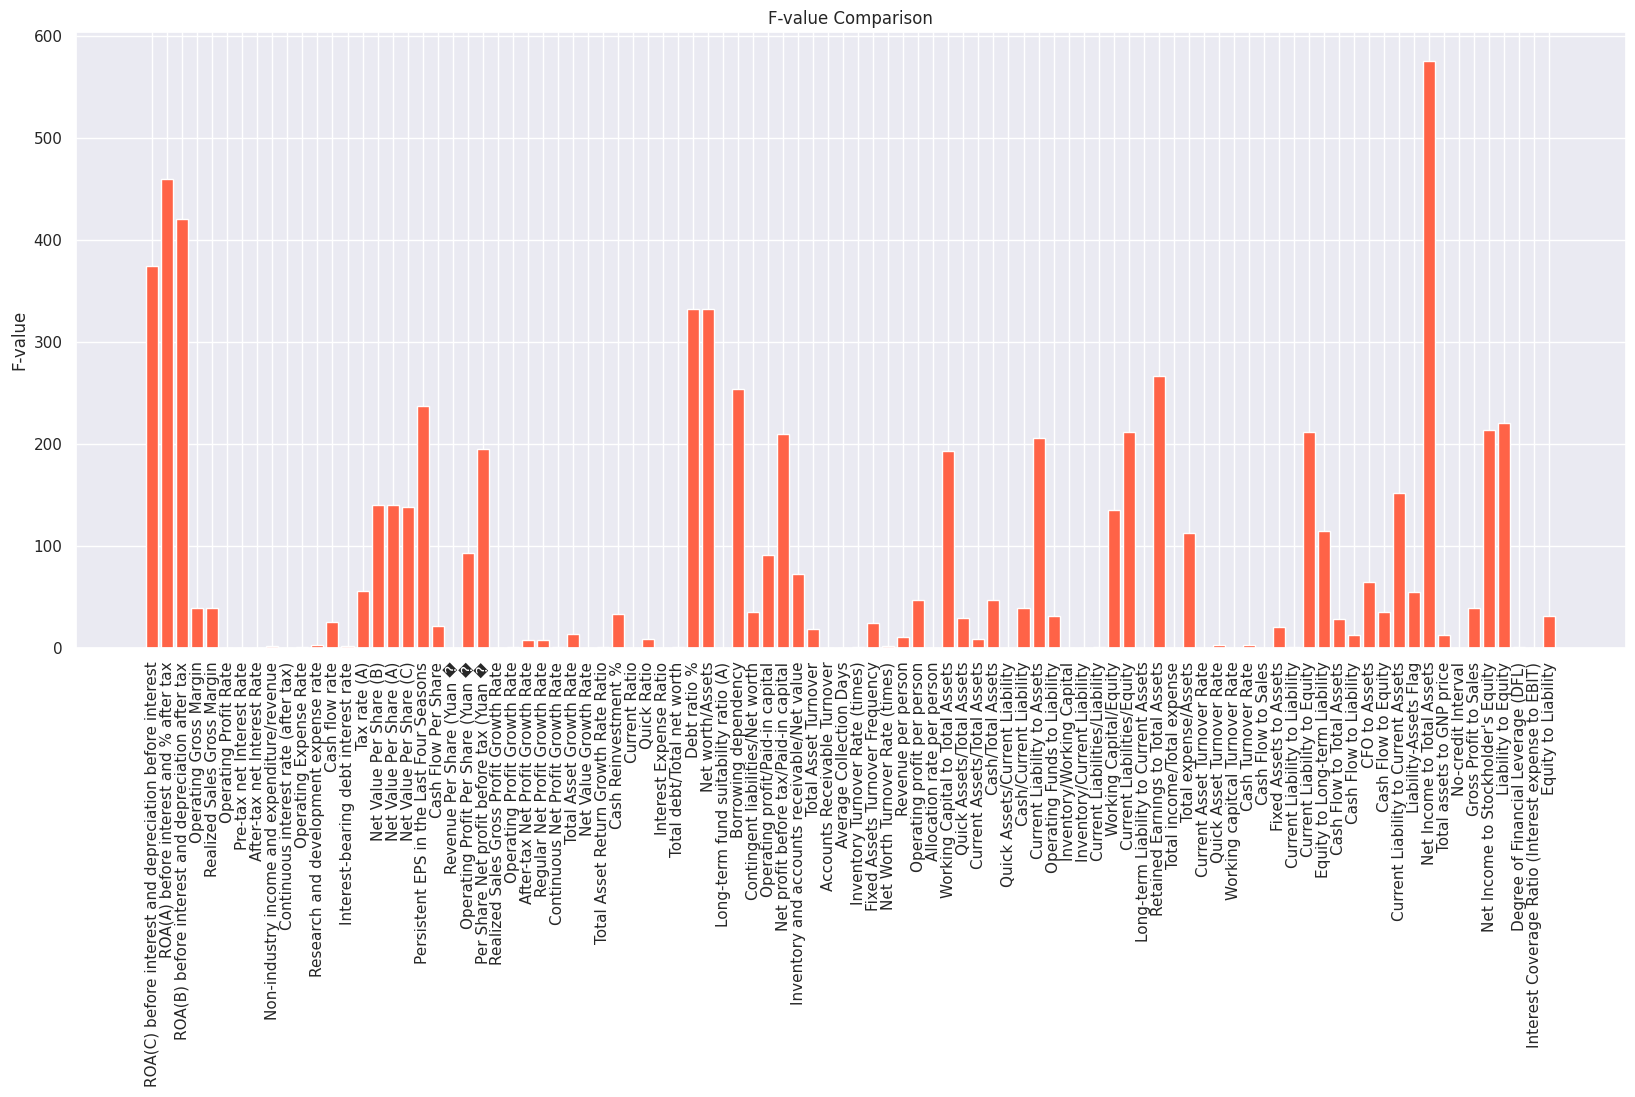 F-value Comparison
F-value
600
500
400
300
200
100
0
ROA(C) before interest and depreciation before interest
ROA(A) before interest and % after tax
ROA(B) before interest and depreciation after tax
Operating Gross Margin
Realized Sales Gross Margin
Operating Profit Rate
Pre-tax net Interest Rate
After-tax net Interest Rate
Non-industry income and expenditure/revenue
Continuous interest rate (after tax)
Operating Expense Rate
Research and development expense rate
Cash flow rate
Interest-bearing debt interest rate
Tax rate (A)
Net Value Per Share (B)
Net Value Per Share (A)
Net Value Per Share (C)
Persistent EPS in the Last Four Seasons
Cash Flow Per Share
Revenue Per Share (Yuan �
Operating Profit Per Share (Yuan �
Per Share Net profit before tax (Yuan �
Realized Sales Gross Profit Growth Rate
Operating Profit Growth Rate
After-tax Net Profit Growth Rate
Regular Net Profit Growth Rate
Continuous Net Profit Growth Rate
Total Asset Growth Rate
Net Value Growth Rate
Total Asset Return Growth Rate Ratio
Cash Reinvestment %
Current Ratio
Quick Ratio
Interest Expense Ratio
Total debt/Total net worth
Debt ratio %
Net worth/Assets
Long-term fund suitability ratio (A)
Borrowing dependency
Contingent liabilities/Net worth
Operating profit/Paid-in capital
Net profit before tax/Paid-in capital
Inventory and accounts receivable/Net value
Total Asset Turnover
Accounts Receivable Turnover
Average Collection Days
Inventory Turnover Rate (times)
Fixed Assets Turnover Frequency
Net Worth Turnover Rate (times)
Revenue per person
Operating profit per person
Allocation rate per person
Working Capital to Total Assets
Quick Assets/Total Assets
Current Assets/Total Assets
Cash/Total Assets
Quick Assets/Current Liability
Cash/Current Liability
Current Liability to Assets
Operating Funds to Liability
Inventory/Working Capital
Inventory/Current Liability
Current Liabilities/Liability
Working Capital/Equity
Current Liabilities/Equity
Long-term Liability to Current Assets
Retained Earnings to Total Assets
Total income/Total expense
Total expense/Assets
Current Asset Turnover Rate
Quick Asset Turnover Rate
Working capitcal Turnover Rate
Cash Turnover Rate
Cash Flow to Sales
Fixed Assets to Assets
Current Liability to Liability
Current Liability to Equity
Equity to Long-term Liability
Cash Flow to Total Assets
Cash Flow to Liability
CFO to Assets
Cash Flow to Equity
Current Liability to Current Assets
Liability-Assets Flag
Net Income to Total Assets
Total assets to GNP price
No-credit Interval
Gross Profit to Sales
Net Income to Stockholder's Equity
Liability to Equity
Degree of Financial Leverage (DFL)
Interest Coverage Ratio (Interest expense to EBIT)
Equity to Liability